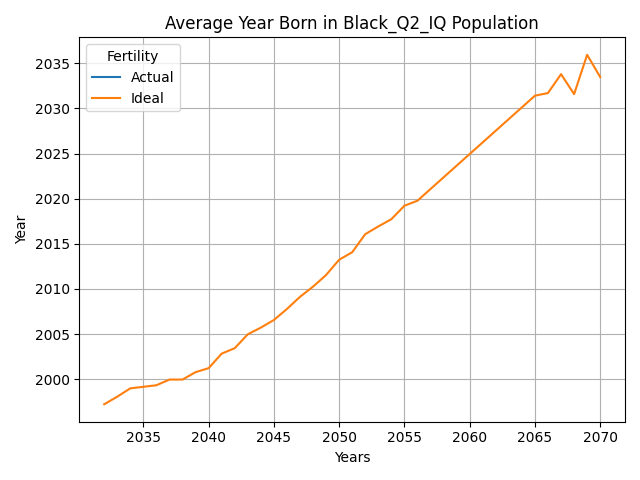 Average Year Born in Black_Q2_IQ Population
Fertility
Actual
Ideal
Year
2035
2030
2025
2020
2015
2010
2005
2000
2035 2040 2045 2050 2055 2060 2065 2070
Years